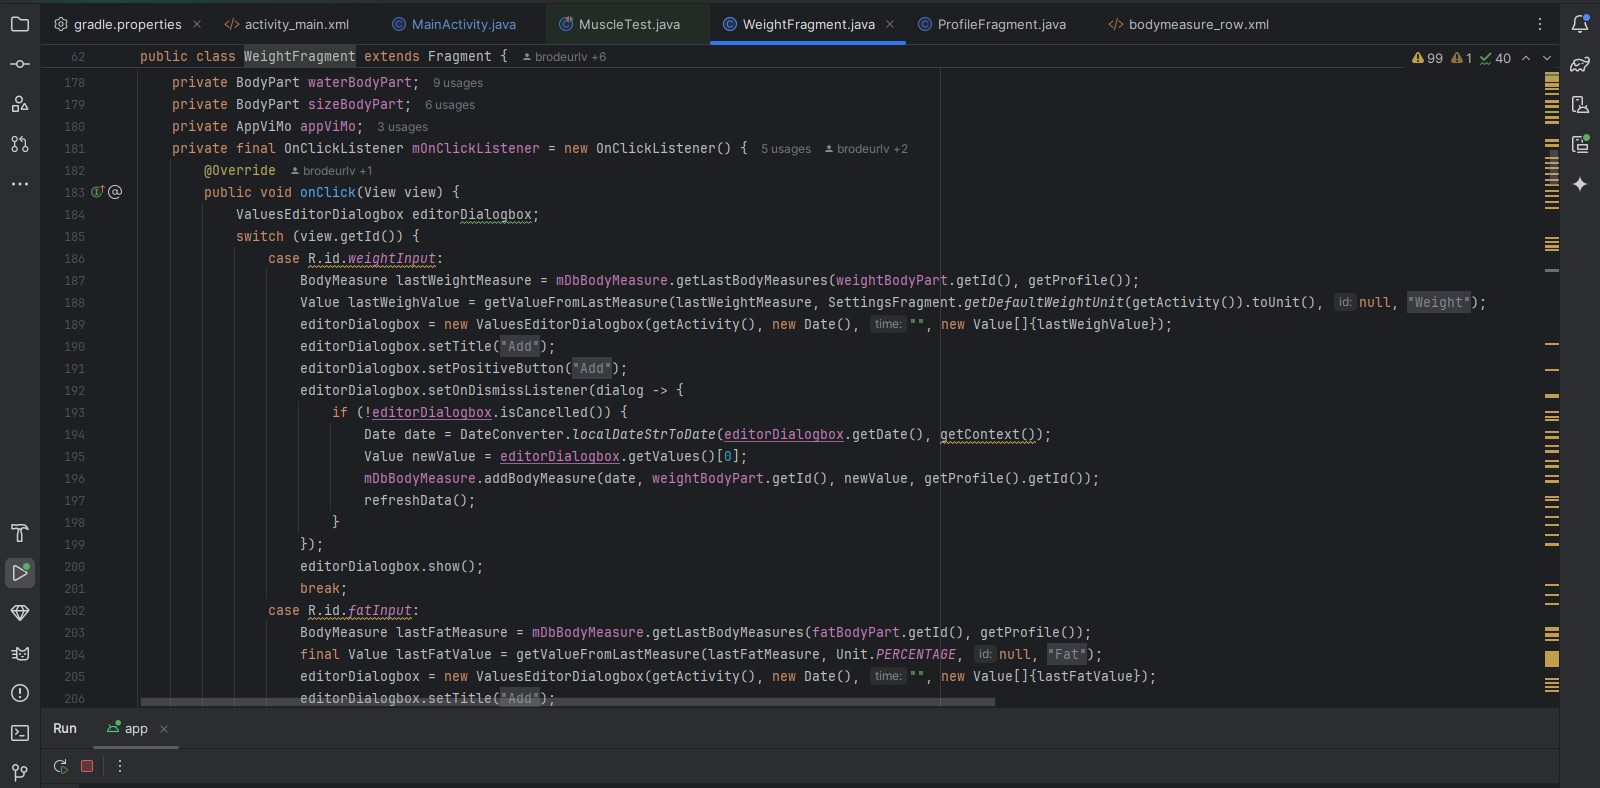 gradle.properties
activity_main.xml
MainActivity.java
MuscleTest.java
WeightFragment.java
ProfileFragment.java
bodymeasure_row.xml
62 public class WeightFragment extends Fragment { brodeurlv +6
99 1 40
178 private BodyPart waterBodyPart; 9 usages
179 private BodyPart sizeBodyPart; 6 usages
180 private AppViMo appViMo; 3 usages
181 private final OnClickListener mOnClickListener = new OnClickListener() { 5 usages brodeurlv +2
182 @Override brodeurlv +1
183 public void onClick(View view) {
184 ValuesEditorDialogbox editorDialogbox;
185 switch (view.getId()) {
186 case R.id.weightInput:
187 BodyMeasure lastWeightMeasure = mDbBodyMeasure.getLastBodyMeasures(weightBodyPart.getId(), getProfile());
188 Value lastWeighValue = getValueFromLastMeasure(lastWeightMeasure, SettingsFragment.getDefaultWeightUnit(getActivity()).toUnit(), id: null, "Weight");
189 editorDialogbox = new ValuesEditorDialogbox(getActivity(), new Date(), time: "", new Value[]{lastWeighValue});
190 editorDialogbox.setTitle("Add");
191 editorDialogbox.setPositiveButton("Add");
192 editorDialogbox.setOnDismissListener(dialog -> {
193 if (!editorDialogbox.isCancelled()) {
194 Date date = DateConverter.localDateStrToDate(editorDialogbox.getDate(), getContext());
195 Value newValue = editorDialogbox.getValues()[0];
196 mDbBodyMeasure.addBodyMeasure(date, weightBodyPart.getId(), newValue, getProfile().getId());
197 refreshData();
198 }
199 });
200 editorDialogbox.show();
201 break;
202 case R.id.fatInput:
203 BodyMeasure lastFatMeasure = mDbBodyMeasure.getLastBodyMeasures(fatBodyPart.getId(), getProfile());
204 final Value lastFatValue = getValueFromLastMeasure(lastFatMeasure, Unit.PERCENTAGE, id: null, "Fat");
205 editorDialogbox = new ValuesEditorDialogbox(getActivity(), new Date(), time: "", new Value[]{lastFatValue});
206 editorDialogbox.setTitle("Add");
Run app